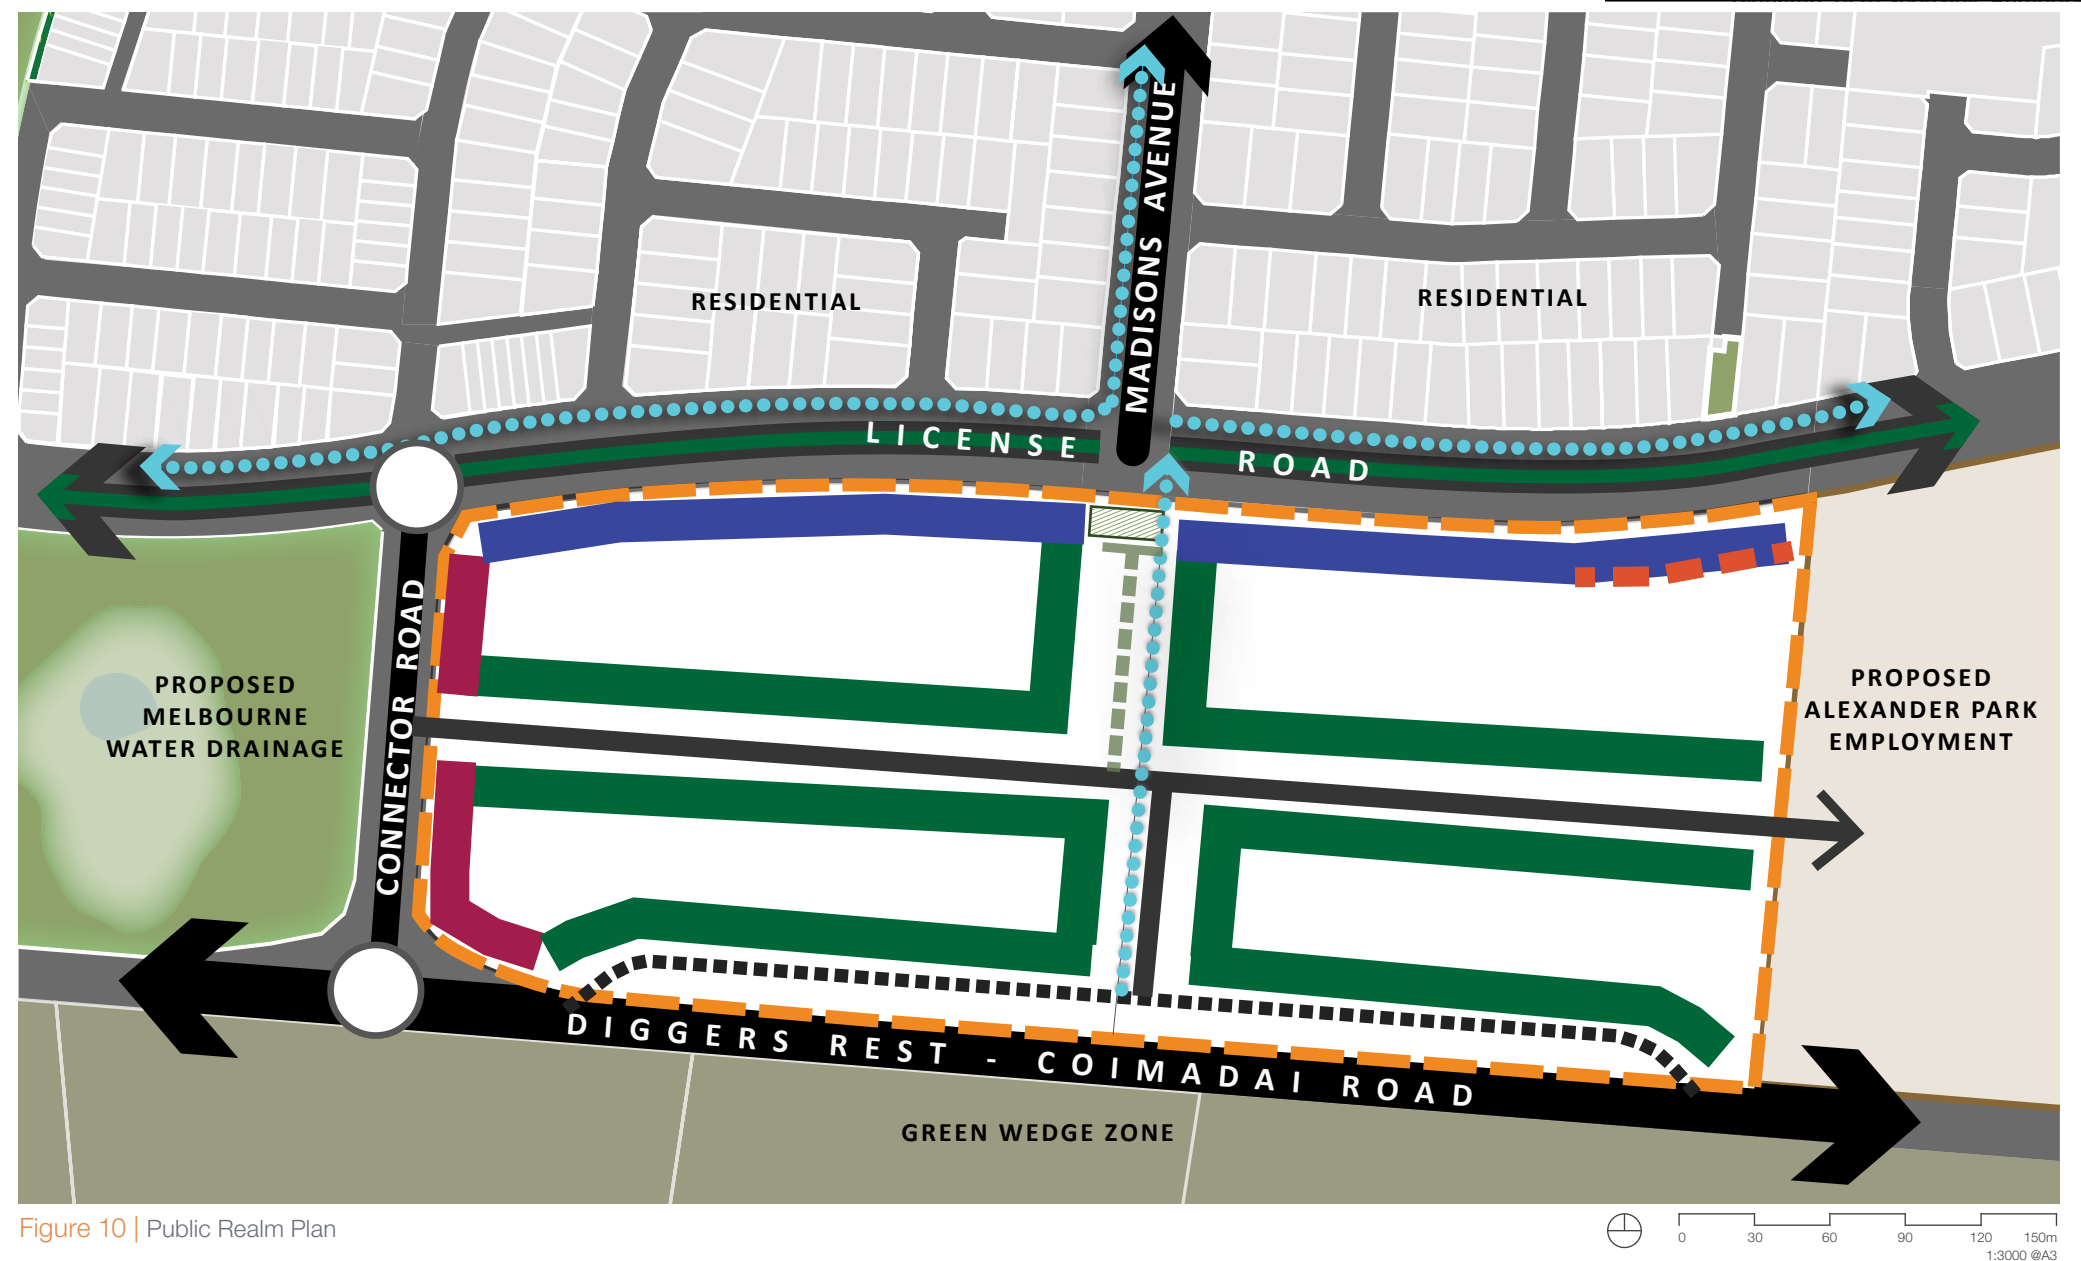 MADISONS AVENUE
RESIDENTIAL
RESIDENTIAL
LICENSE ROAD
CONNECTOR ROAD
PROPOSED
MELBOURNE
WATER DRAINAGE
PROPOSED
ALEXANDER PARK
EMPLOYMENT
DIGGERS REST - COIMADAI ROAD
GREEN WEDGE ZONE
Figure 10 | Public Realm Plan
0 30 60 90 120 150m
1:3000 @A3